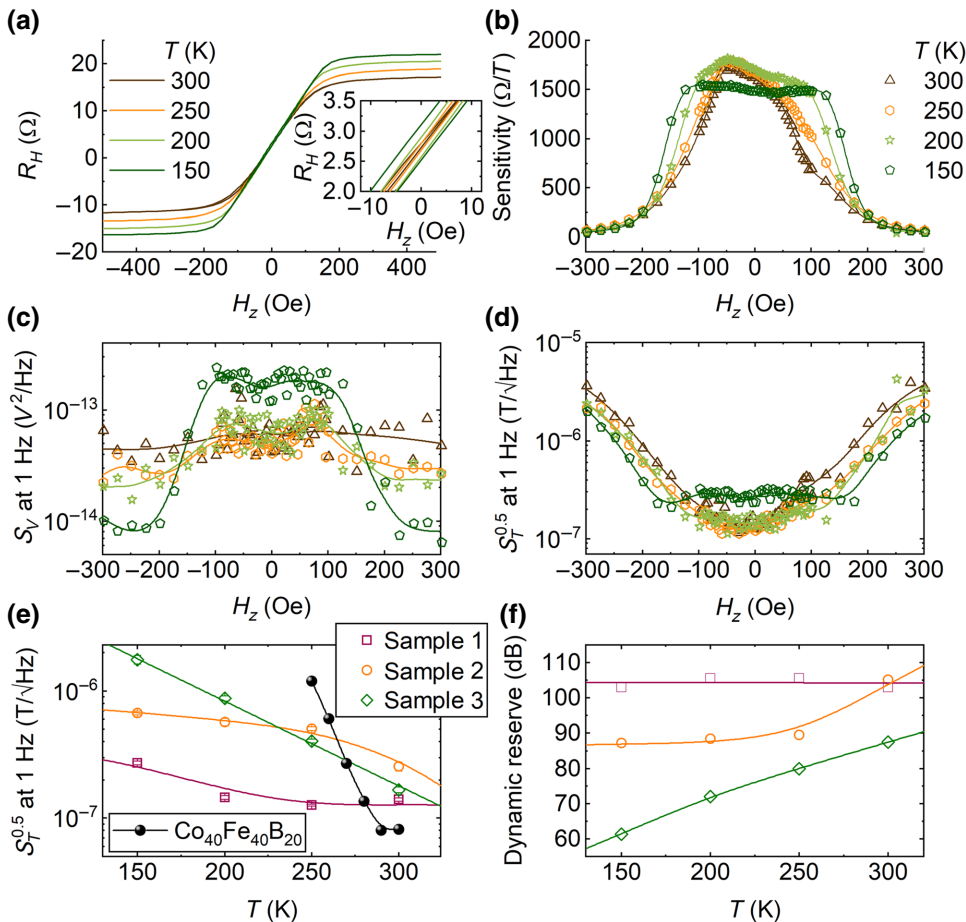 (a)
T (K)
300
250
200
150
R_H (Ω)
20
10
0
−10
−20
−400 −200 0 200 400
H_z (Oe)
R_H (Ω)
3.5
3.0
2.5
2.0
−10 0 10
H_z (Oe)
(b)
Sensitivity (Ω/T)
2000
1750
1500
1250
1000
750
500
250
0
−300 −200 −100 0 100 200 300
H_z (Oe)
T (K)
300
250
200
150
(c)
S_V at 1 Hz (V²/Hz)
10⁻¹³
10⁻¹⁴
−300 −200 −100 0 100 200 300
H_z (Oe)
(d)
S_T^0.5 at 1 Hz (T/√Hz)
10⁻⁵
10⁻⁶
10⁻⁷
−300 −200 −100 0 100 200 300
H_z (Oe)
(e)
S_T^0.5 at 1 Hz (T/√Hz)
10⁻⁶
10⁻⁷
Sample 1
Sample 2
Sample 3
Co₄₀Fe₄₀B₂₀
150 200 250 300
T (K)
(f)
Dynamic reserve (dB)
110
100
90
80
70
60
150 200 250 300
T (K)